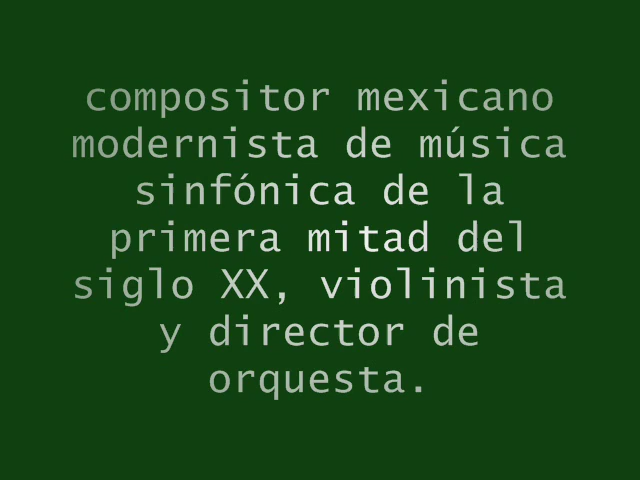 compositor mexicano
modernista de música
sinfónica de la
primera mitad del
siglo XX, violinista
y director de
orquesta.